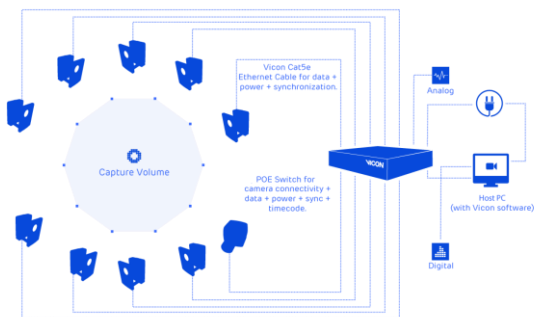 Vicon Cat5e
Ethernet Cable for data +
power + synchronization.
Capture Volume
POE Switch for
camera connectivity +
data + power + sync +
timecode.
VICON
Analog
Host PC
(with Vicon software)
Digital